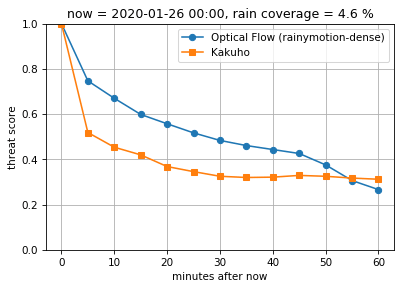 now = 2020-01-26 00:00, rain coverage = 4.6 %
Optical Flow (rainymotion-dense)
Kakuho
threat score
1.0
0.8
0.6
0.4
0.2
0.0
0 10 20 30 40 50 60
minutes after now